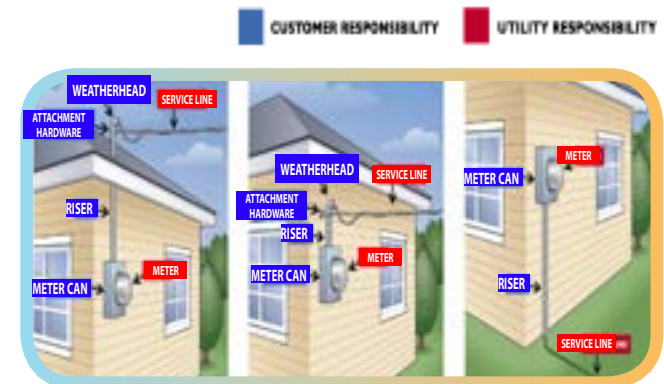 CUSTOMER RESPONSIBILITY
UTILITY RESPONSIBILITY
WEATHERHEAD
SERVICE LINE
ATTACHMENT
HARDWARE
RISER
METER
METER CAN
WEATHERHEAD
SERVICE LINE
ATTACHMENT
HARDWARE
RISER
METER
METER CAN
METER
METER CAN
RISER
SERVICE LINE